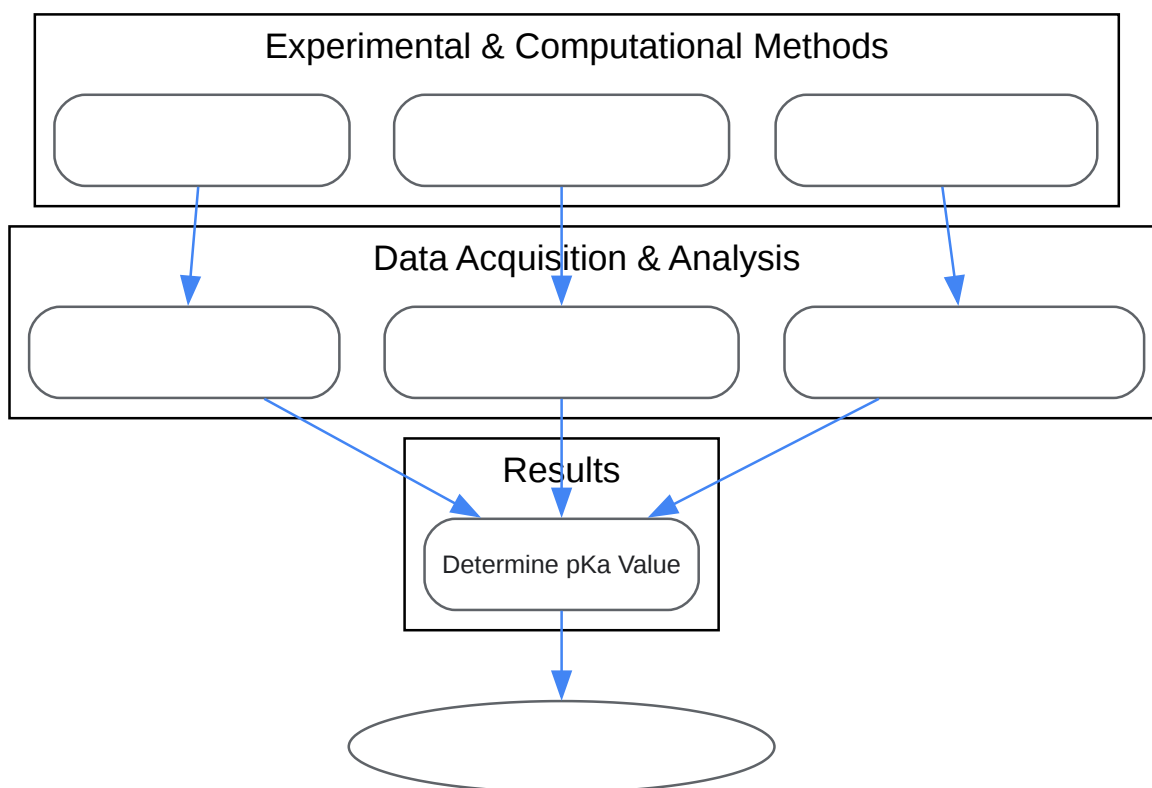 Experimental & Computational Methods
Data Acquisition & Analysis
Results
Determine pKa Value